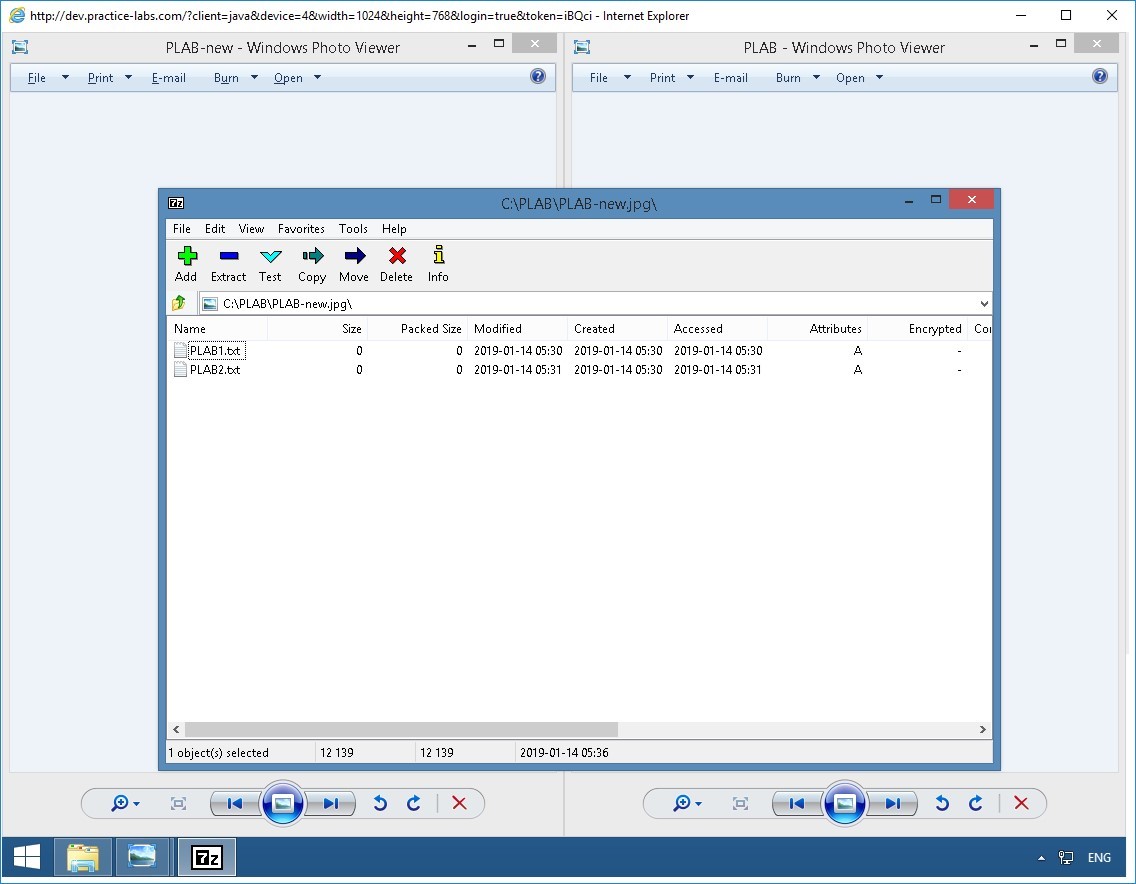 http://dev.practice-labs.com/?client=java&device=4&width=1024&height=768&login=true&token=iBQci - Internet Explorer
PLAB-new - Windows Photo Viewer
PLAB - Windows Photo Viewer
File Print E-mail Burn Open
File Print E-mail Burn Open
7z C:\PLAB\PLAB-new.jpg\
File Edit View Favorites Tools Help
Add Extract Test Copy Move Delete Info
C:\PLAB\PLAB-new.jpg\
Name Size Packed Size Modified Created Accessed Attributes Encrypted Co
PLAB1.txt 0 0 2019-01-14 05:30 2019-01-14 05:30 2019-01-14 05:30 A -
PLAB2.txt 0 0 2019-01-14 05:31 2019-01-14 05:30 2019-01-14 05:31 A -
1 object(s) selected 12 139 12 139 2019-01-14 05:36
7z ENG